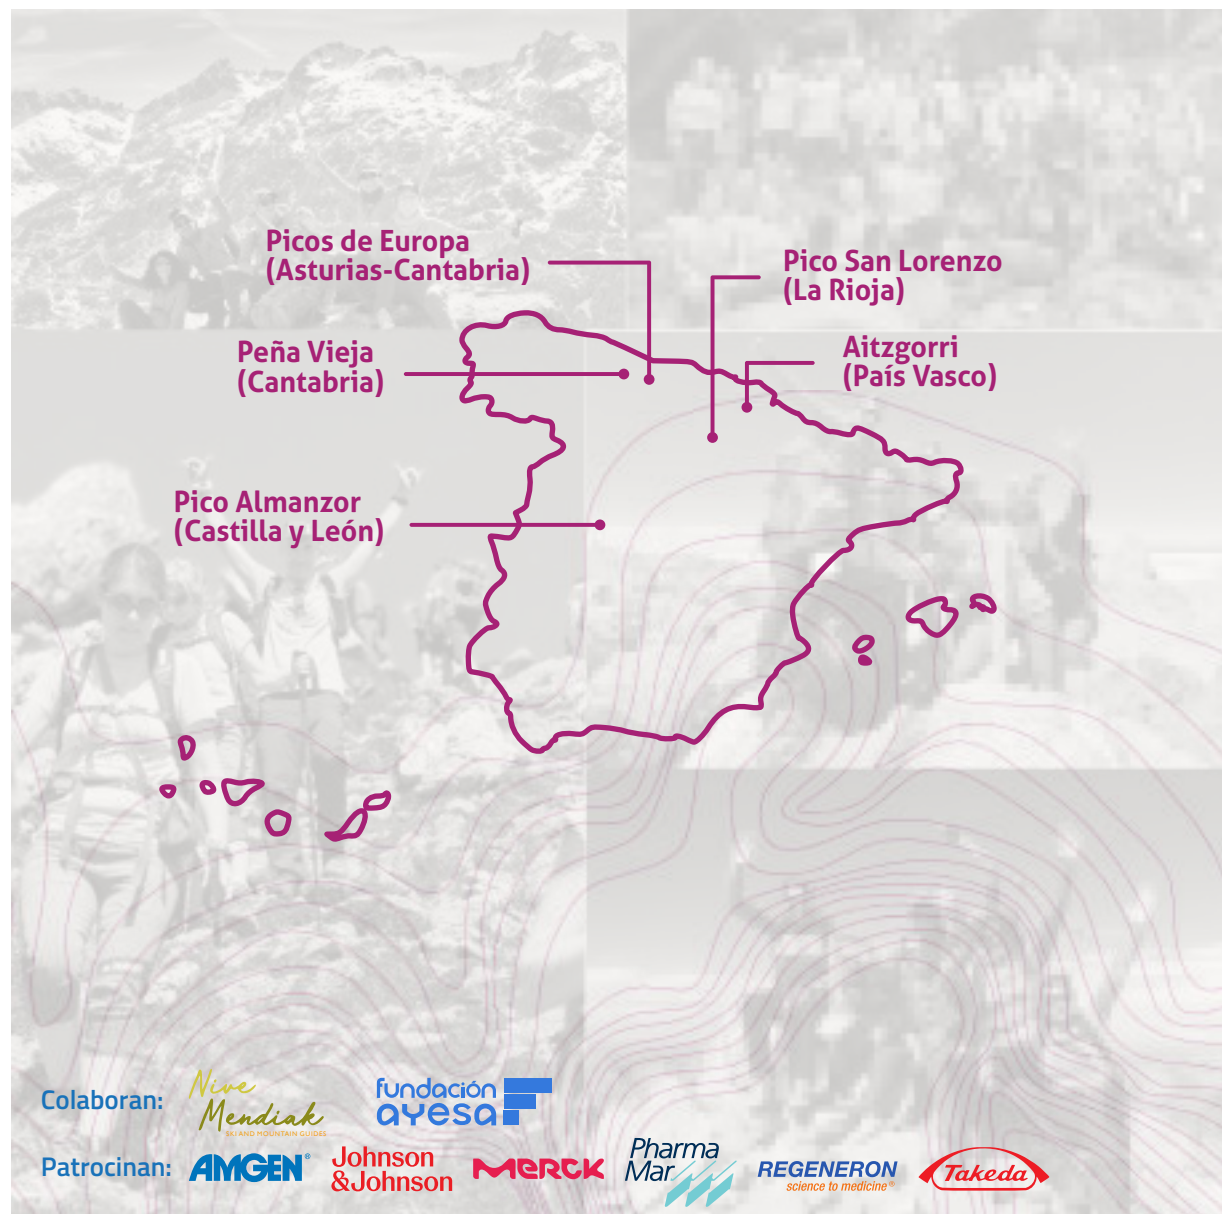 Picos de Europa
(Asturias-Cantabria)
Pico San Lorenzo
(La Rioja)
Peña Vieja
(Cantabria)
Aitzgorri
(País Vasco)
Pico Almanzor
(Castilla y León)
Colaboran:
Nive
Mendiak
SKI AND MOUNTAIN GUIDES
fundación
ayesa
Patrocinan:
AMGEN®
Johnson
&Johnson
MERCK
Pharma
Mar
REGENERON
science to medicine®
Takeda